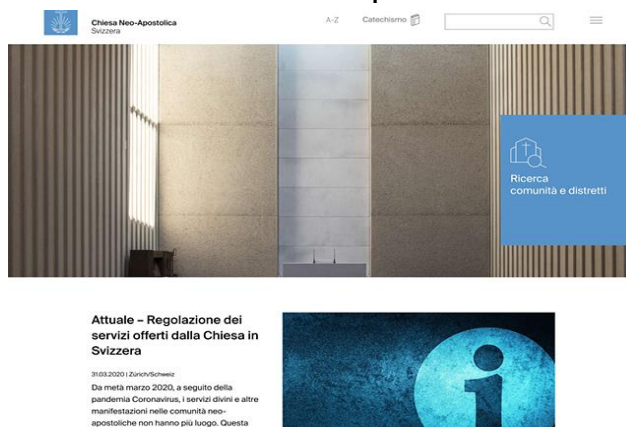 Chiesa Neo-Apostolica
Svizzera
A-Z
Catechismo
Ricerca
comunità e distretti
Attuale – Regolazione dei
servizi offerti dalla Chiesa in
Svizzera
31.03.2020 | Zürich/Schweiz
Da metà marzo 2020, a seguito della
pandemia Coronavirus, i servizi divini e altre
manifestazioni nelle comunità neo-
apostoliche non hanno più luogo. Questa